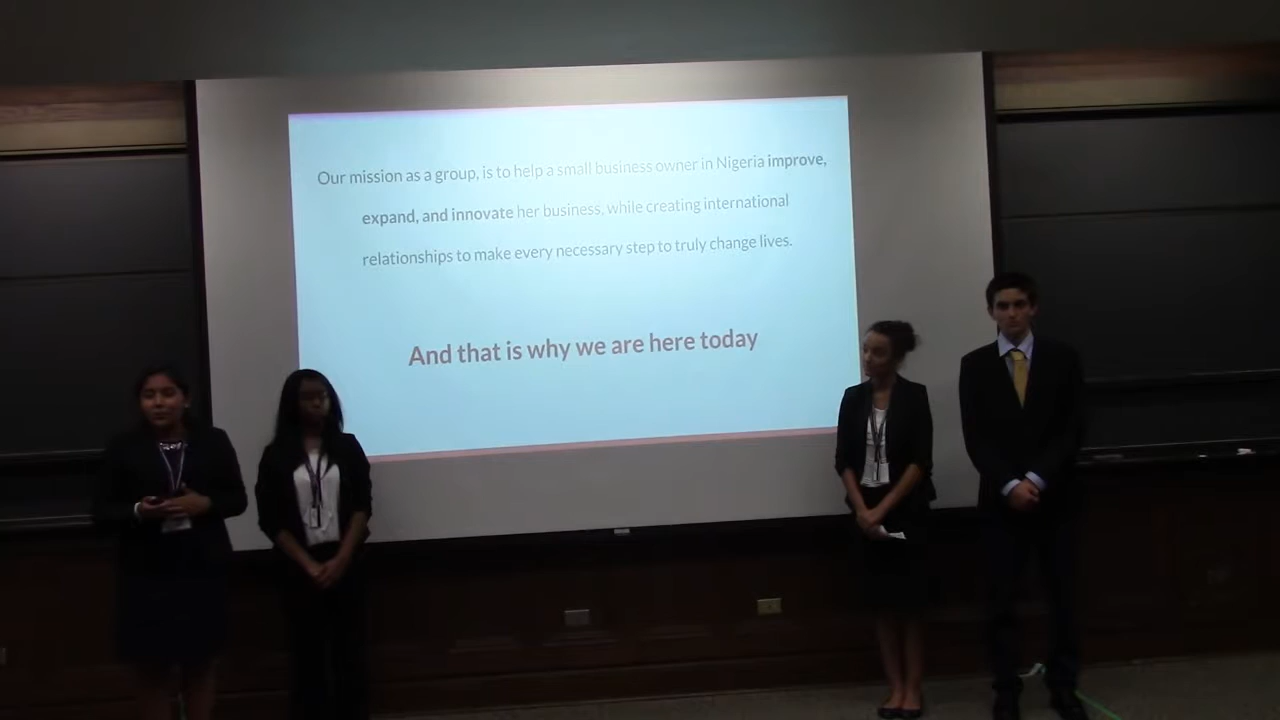 Our mission as a group, is to help a small business owner in Nigeria improve,
expand, and innovate her business, while creating international
relationships to make every necessary step to truly change lives.
And that is why we are here today